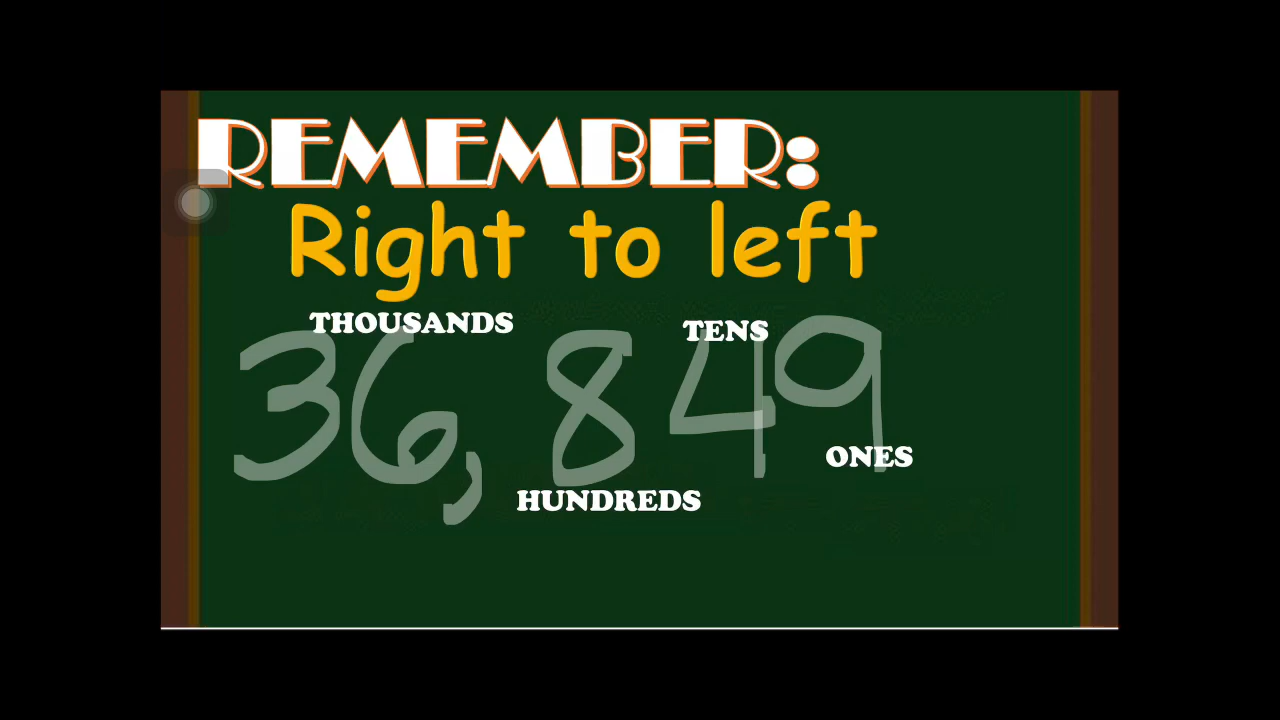 REMEMBER:
Right to left
THOUSANDS TENS
36,849
ONES
HUNDREDS